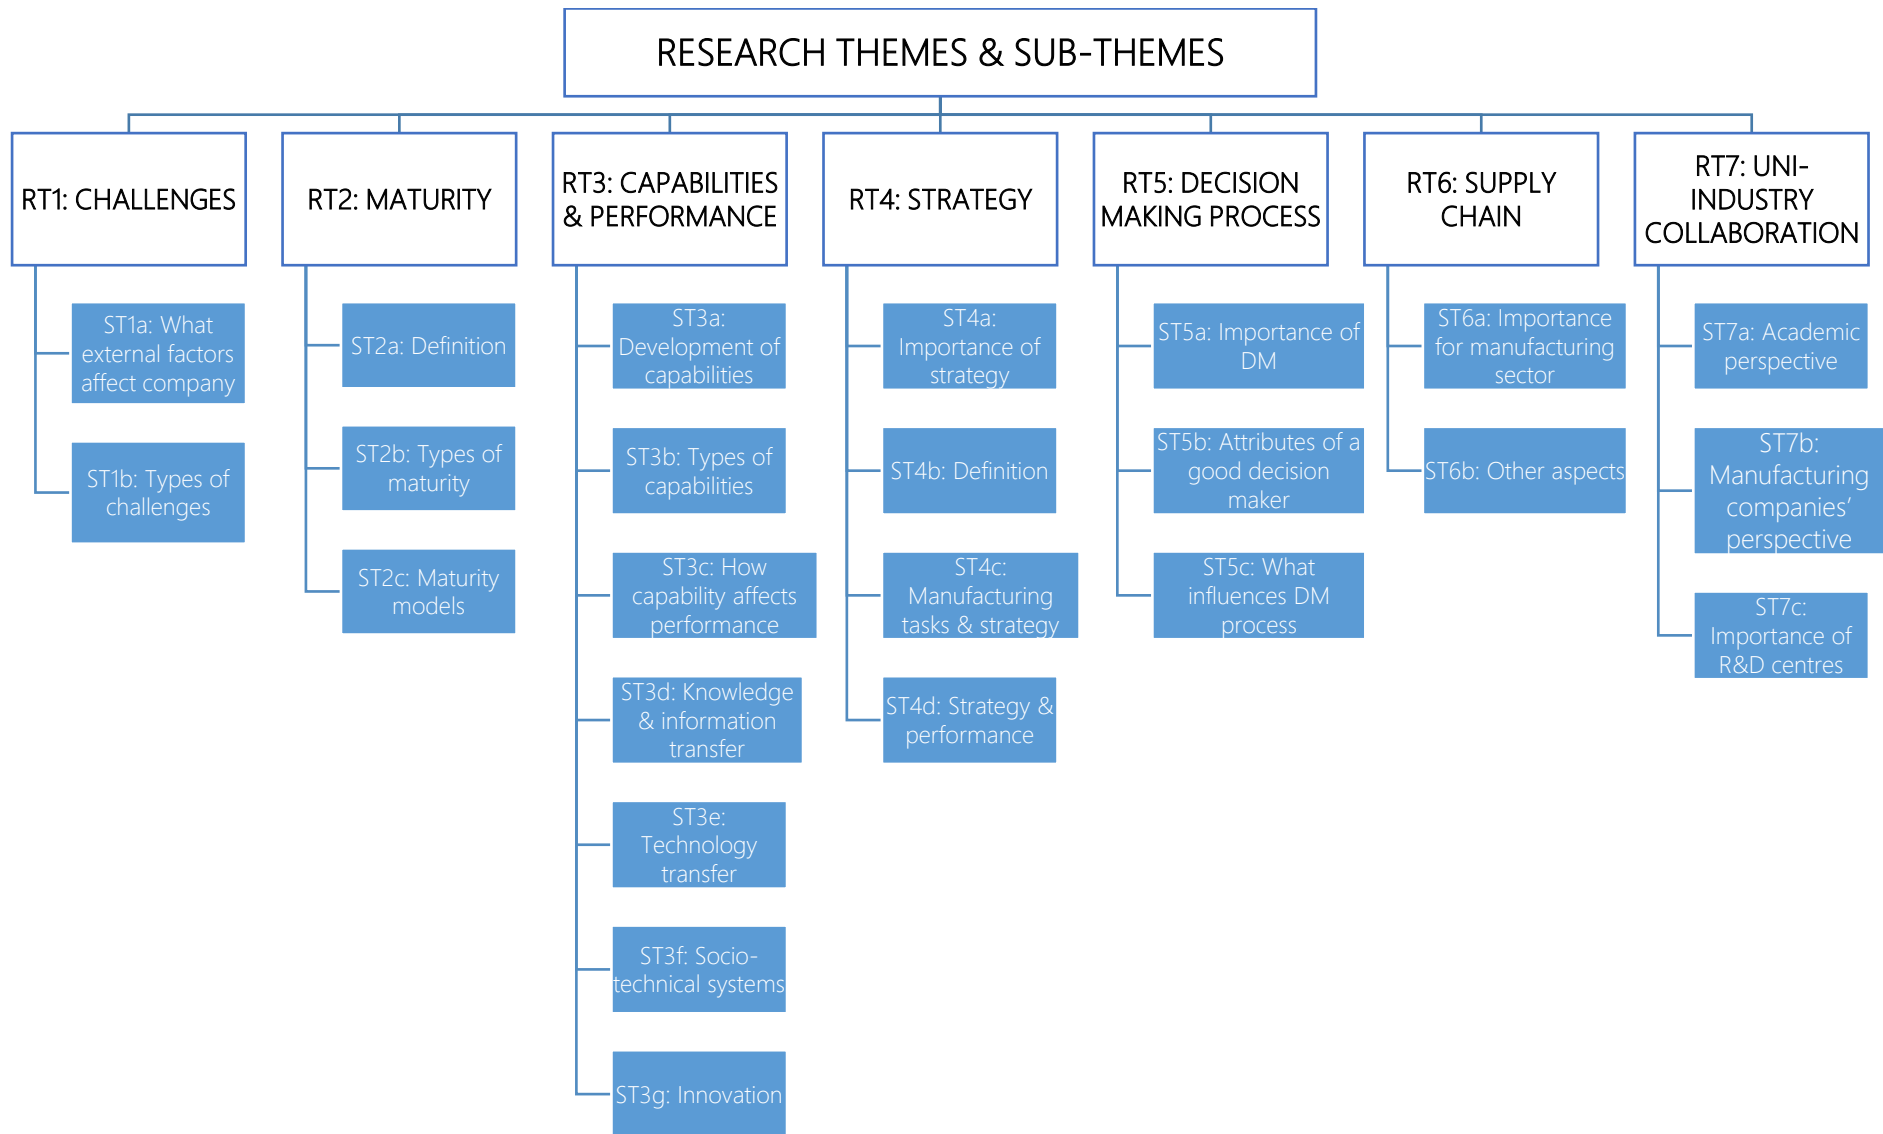 RESEARCH THEMES & SUB-THEMES
RT1: CHALLENGES
ST1a: What
external factors
affect company
ST1b: Types of
challenges
RT2: MATURITY
ST2a: Definition
ST2b: Types of
maturity
ST2c: Maturity
models
RT3: CAPABILITIES
& PERFORMANCE
ST3a:
Development of
capabilities
ST3b: Types of
capabilities
ST3c: How
capability affects
performance
ST3d: Knowledge
& information
transfer
ST3e:
Technology
transfer
ST3f: Socio-
technical systems
ST3g: Innovation
RT4: STRATEGY
ST4a:
Importance of
strategy
ST4b: Definition
ST4c:
Manufacturing
tasks & strategy
ST4d: Strategy &
performance
RT5: DECISION
MAKING PROCESS
ST5a: Importance of
DM
ST5b: Attributes of a
good decision
maker
ST5c: What
influences DM
process
RT6: SUPPLY
CHAIN
ST6a: Importance
for manufacturing
sector
ST6b: Other aspects
RT7: UNI-
INDUSTRY
COLLABORATION
ST7a: Academic
perspective
ST7b:
Manufacturing
companies’
perspective
ST7c:
Importance of
R&D centres